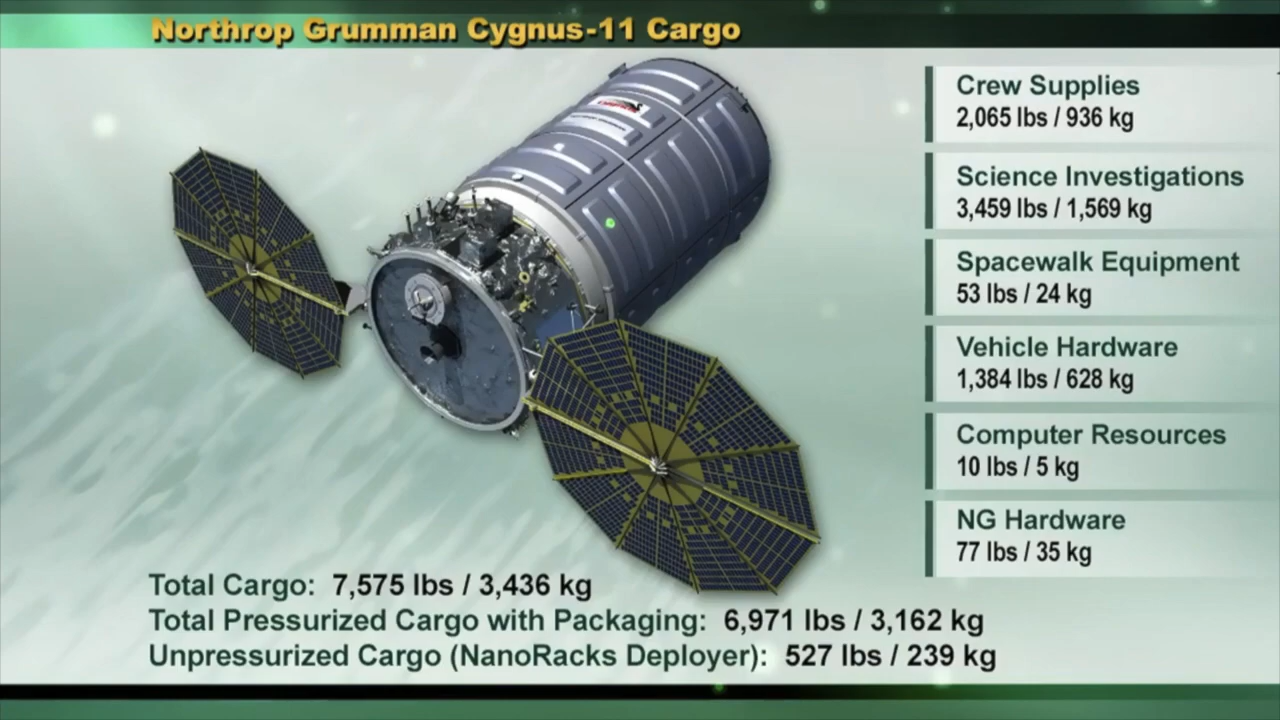 Northrop Grumman Cygnus-11 Cargo
Crew Supplies
2,065 lbs / 936 kg
Science Investigations
3,459 lbs / 1,569 kg
Spacewalk Equipment
53 lbs / 24 kg
Vehicle Hardware
1,384 lbs / 628 kg
Computer Resources
10 lbs / 5 kg
NG Hardware
77 lbs / 35 kg
Total Cargo: 7,575 lbs / 3,436 kg
Total Pressurized Cargo with Packaging: 6,971 lbs / 3,162 kg
Unpressurized Cargo (NanoRacks Deployer): 527 lbs / 239 kg